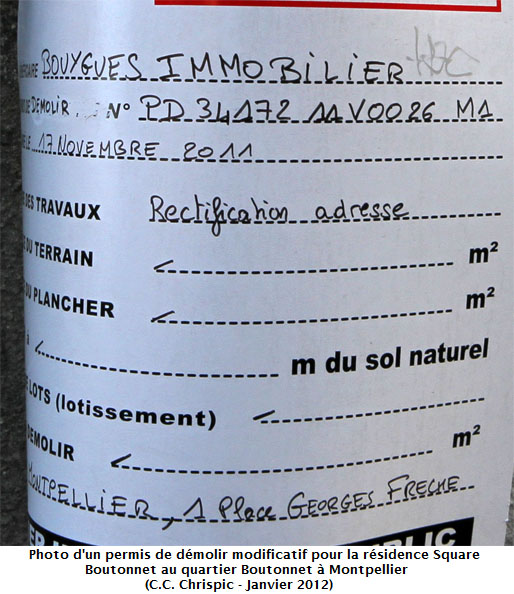 BOUYGUES IMMOBILIER
DÉMOLIR N° PD 34172 11V0026 M1
LE 17 NOVEMBRE 2011
DES TRAVAUX Rectification adresse
DU TERRAIN m²
DU PLANCHER m²
à m du sol naturel
LOTS (lotissement)
DEMOLIR m²
MONTPELLIER, 1 Place GEORGES FRECHE
Photo d'un permis de démolir modificatif pour la résidence Square
Boutonnet au quartier Boutonnet à Montpellier
(C.C. Chrispic - Janvier 2012)